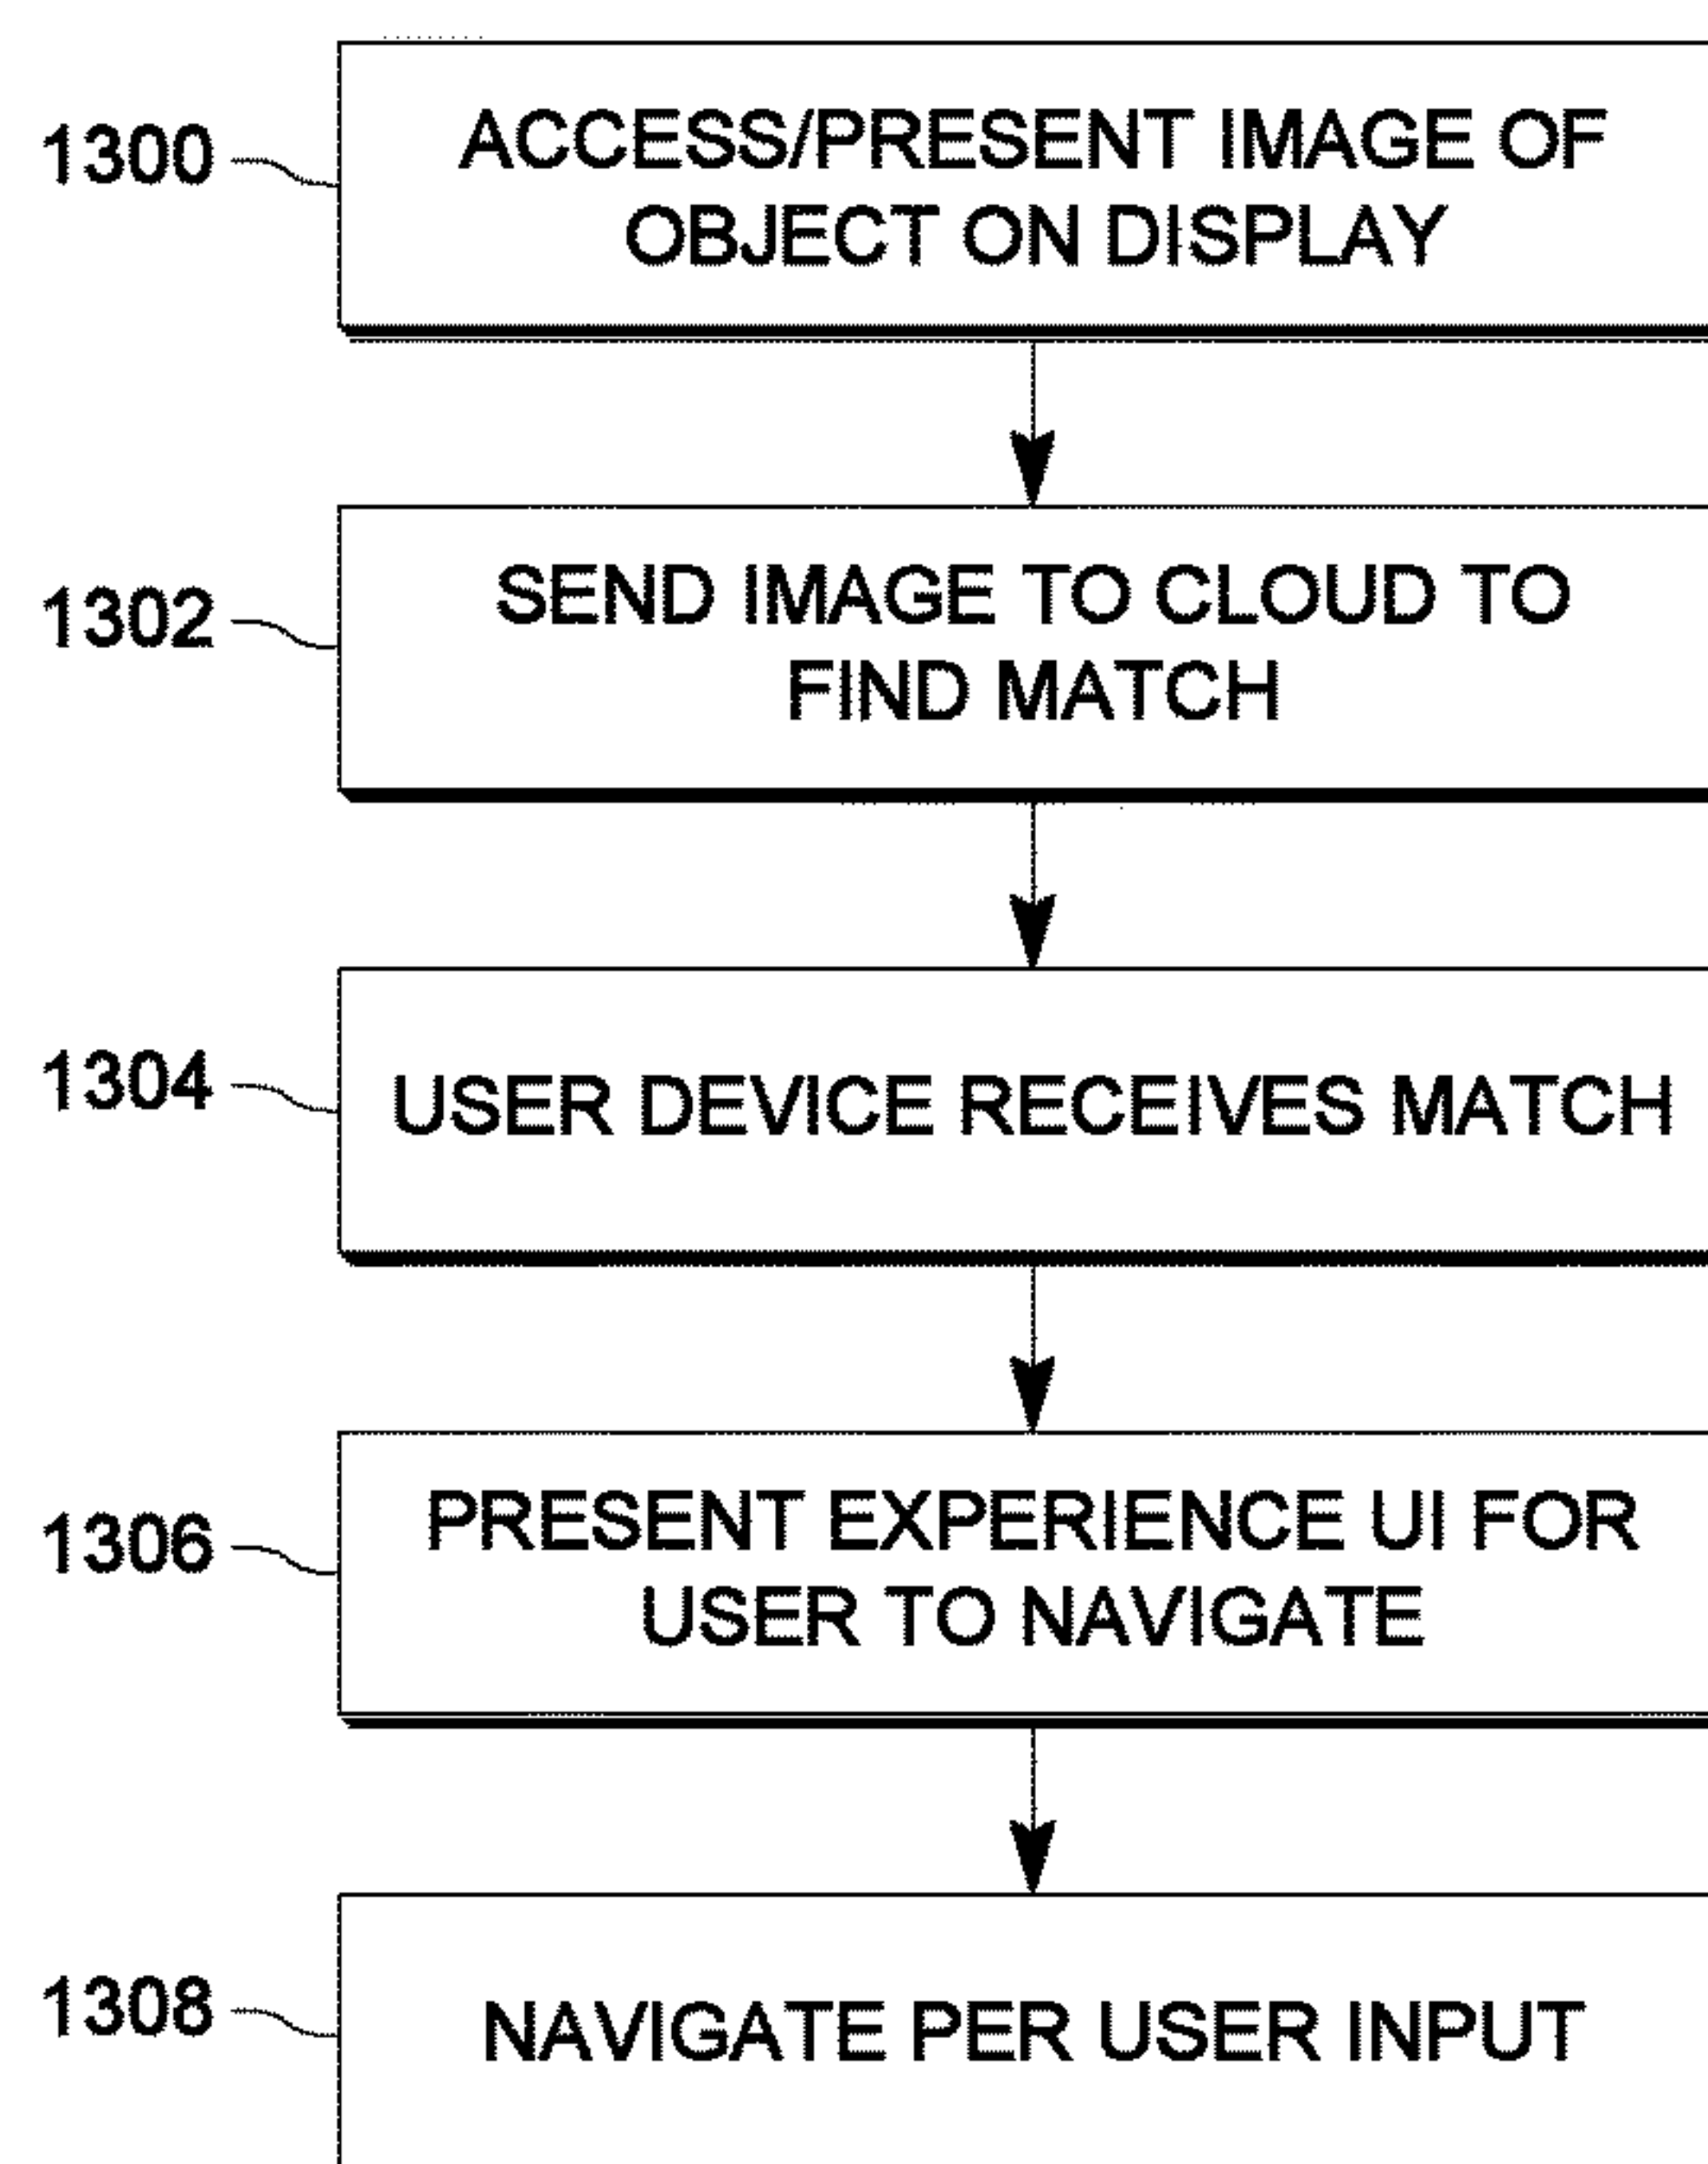 1300
ACCESS/PRESENT IMAGE OF
OBJECT ON DISPLAY
1302
SEND IMAGE TO CLOUD TO
FIND MATCH
1304
USER DEVICE RECEIVES MATCH
1306
PRESENT EXPERIENCE UI FOR
USER TO NAVIGATE
1308
NAVIGATE PER USER INPUT